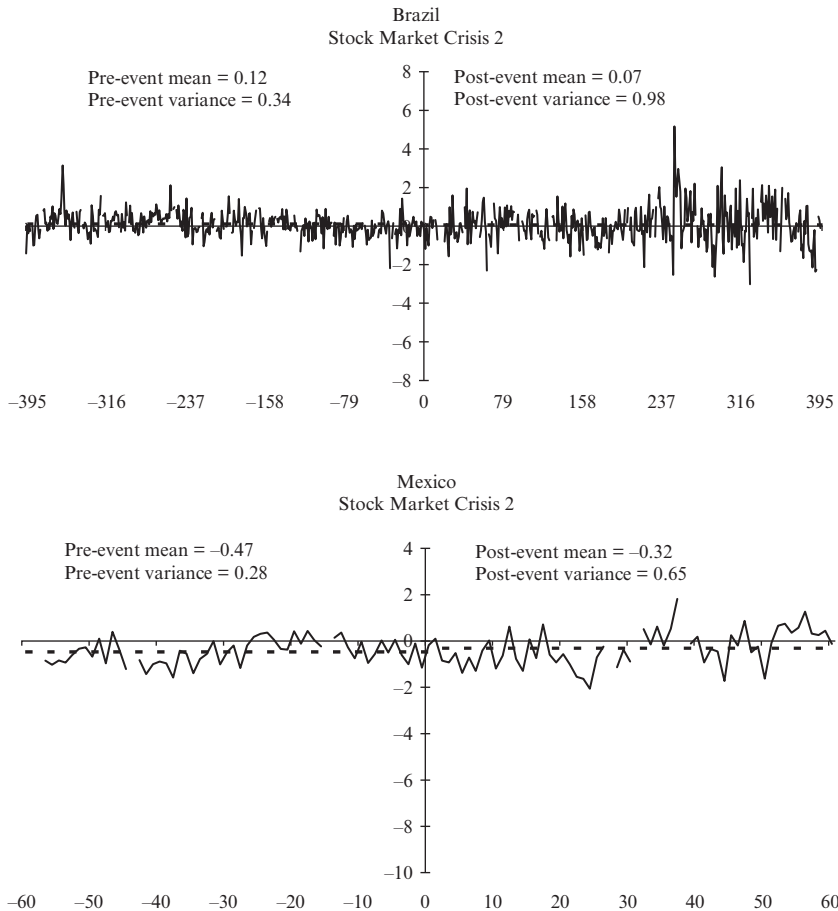 Brazil
Stock Market Crisis 2
Pre-event mean = 0.12
Pre-event variance = 0.34
Post-event mean = 0.07
Post-event variance = 0.98
8
6
4
2
0
–2
–4
–6
–8
–395 –316 –237 –158 –79 0 79 158 237 316 395
Mexico
Stock Market Crisis 2
Pre-event mean = –0.47
Pre-event variance = 0.28
Post-event mean = –0.32
Post-event variance = 0.65
4
2
0
–2
–4
–6
–8
–10
–60 –50 –40 –30 –20 –10 0 10 20 30 40 50 60